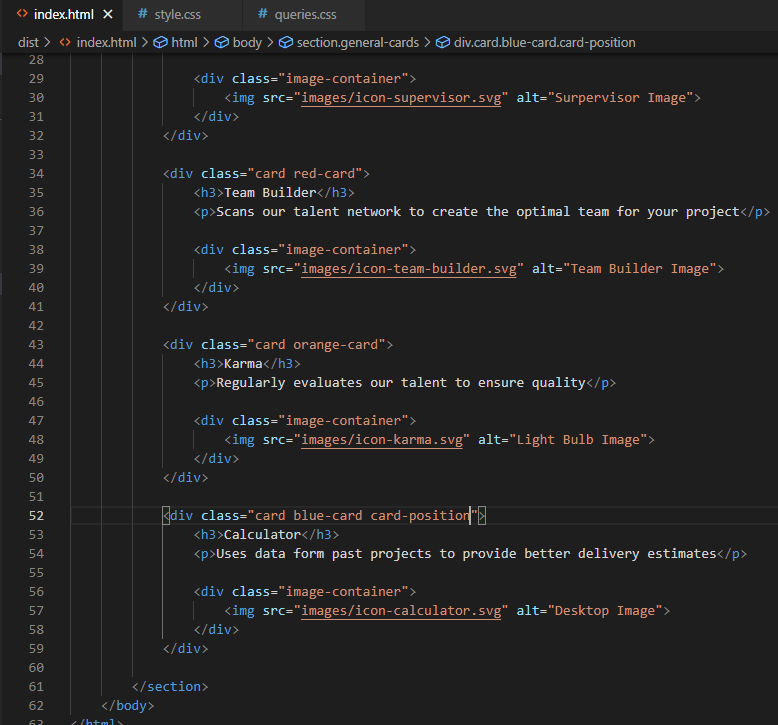 index.html × # style.css # queries.css
dist > <> index.html > html > body > section.general-cards > div.card.blue-card.card-position
28
29 <div class="image-container">
30 <img src="images/icon-supervisor.svg" alt="Surpervisor Image">
31 </div>
32 </div>
33
34 <div class="card red-card">
35 <h3>Team Builder</h3>
36 <p>Scans our talent network to create the optimal team for your project</p>
37
38 <div class="image-container">
39 <img src="images/icon-team-builder.svg" alt="Team Builder Image">
40 </div>
41 </div>
42
43 <div class="card orange-card">
44 <h3>Karma</h3>
45 <p>Regularly evaluates our talent to ensure quality</p>
46
47 <div class="image-container">
48 <img src="images/icon-karma.svg" alt="Light Bulb Image">
49 </div>
50 </div>
51
52 <div class="card blue-card card-position">
53 <h3>Calculator</h3>
54 <p>Uses data form past projects to provide better delivery estimates</p>
55
56 <div class="image-container">
57 <img src="images/icon-calculator.svg" alt="Desktop Image">
58 </div>
59 </div>
60
61 </section>
62 </body>
63 </html>